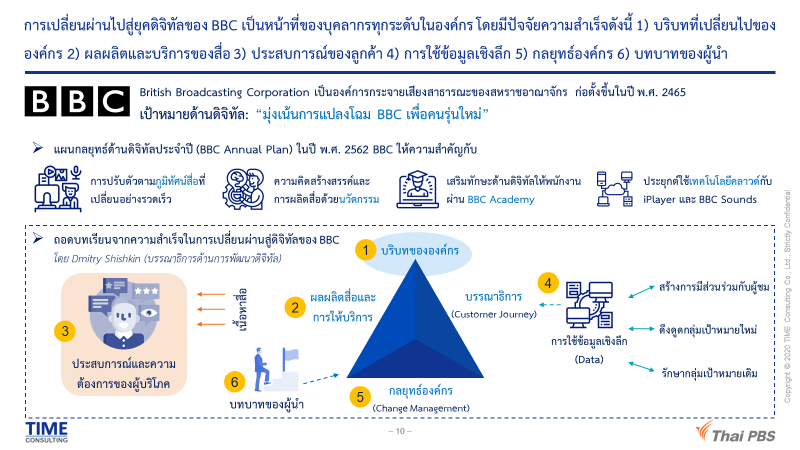 การเปลี่ยนผ่านไปสู่ยุคดิจิทัลของ BBC เป็นหน้าที่ของบุคลากรทุกระดับในองค์กร โดยมีปัจจัยความสำเร็จดังนี้ 1) บริบทที่เปลี่ยนไปของ
องค์กร 2) ผลผลิตและบริการของสื่อ 3) ประสบการณ์ของลูกค้า 4) การใช้ข้อมูลเชิงลึก 5) กลยุทธ์องค์กร 6) บทบาทของผู้นำ
BBC
British Broadcasting Corporation เป็นองค์การกระจายเสียงสาธารณะของสหราชอาณาจักร ก่อตั้งขึ้นในปี พ.ศ. 2465
เป้าหมายด้านดิจิทัล: “มุ่งเน้นการแปลงโฉม BBC เพื่อคนรุ่นใหม่”
➢ แผนกลยุทธ์ด้านดิจิทัลประจำปี (BBC Annual Plan) ในปี พ.ศ. 2562 BBC ให้ความสำคัญกับ
การปรับตัวตามภูมิทัศน์สื่อที่
เปลี่ยนอย่างรวดเร็ว
ความคิดสร้างสรรค์และ
การผลิตสื่อด้วยนวัตกรรม
เสริมทักษะด้านดิจิทัลให้พนักงาน
ผ่าน BBC Academy
ประยุกต์ใช้เทคโนโลยีคลาวด์กับ
iPlayer และ BBC Sounds
➢ ถอดบทเรียนจากความสำเร็จในการเปลี่ยนผ่านสู่ดิจิทัลของ BBC
โดย Dmitry Shishkin (บรรณาธิการด้านการพัฒนาดิจิทัล)
1
บริบทขององค์กร
2
ผลผลิตสื่อและ
การให้บริการ
เนื้อหาสื่อ
3
ประสบการณ์และความ
ต้องการของผู้บริโภค
บรรณาธิการ
(Customer Journey)
4
การใช้ข้อมูลเชิงลึก
(Data)
สร้างการมีส่วนร่วมกับผู้ชม
ดึงดูดกลุ่มเป้าหมายใหม่
รักษากลุ่มเป้าหมายเดิม
6
บทบาทของผู้นำ
5
กลยุทธ์องค์กร
(Change Management)
TIME
CONSULTING
– 10 –
Thai PBS
Copyright © 2020 TIME Consulting Co., Ltd., Strictly Confidential